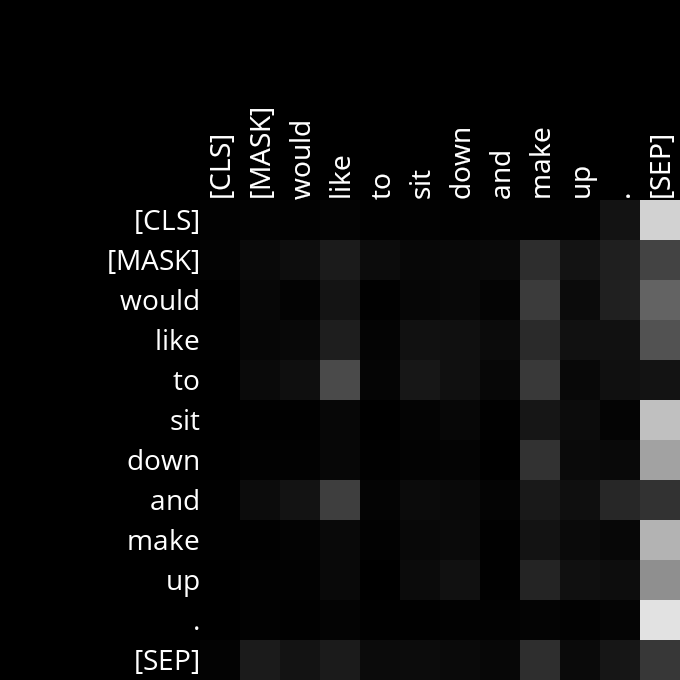 [CLS] [MASK] would like to sit down and make up . [SEP]
[CLS]
[MASK]
would
like
to
sit
down
and
make
up
.
[SEP]